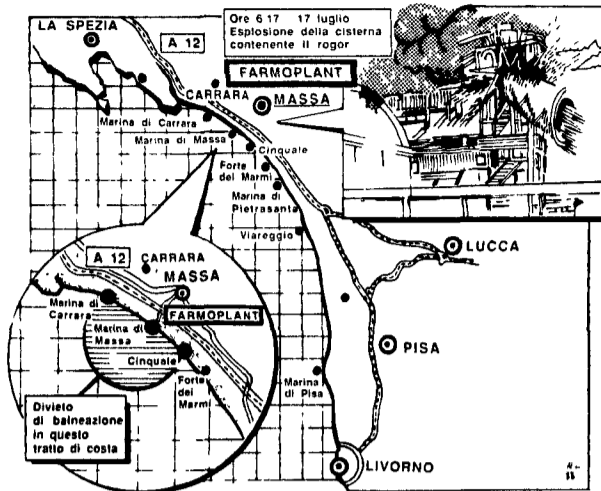 LA SPEZIA
A 12
Ore 6 17 17 luglio
Esplosione della cisterna
contenente il rogor
FARMOPLANT
CARRARA
MASSA
Marina di Carrara
Marina di Massa
Cinquale
Forte
dei Marmi
Marina di
Pietrasanta
Viareggio
LUCCA
PISA
Marina
di Pisa
LIVORNO
A 12
CARRARA
MASSA
FARMOPLANT
Marina di
Carrara
Marina di
Massa
Cinquale
Forte
dei
Marmi
Divieto
di balneazione
in questo
tratto di costa